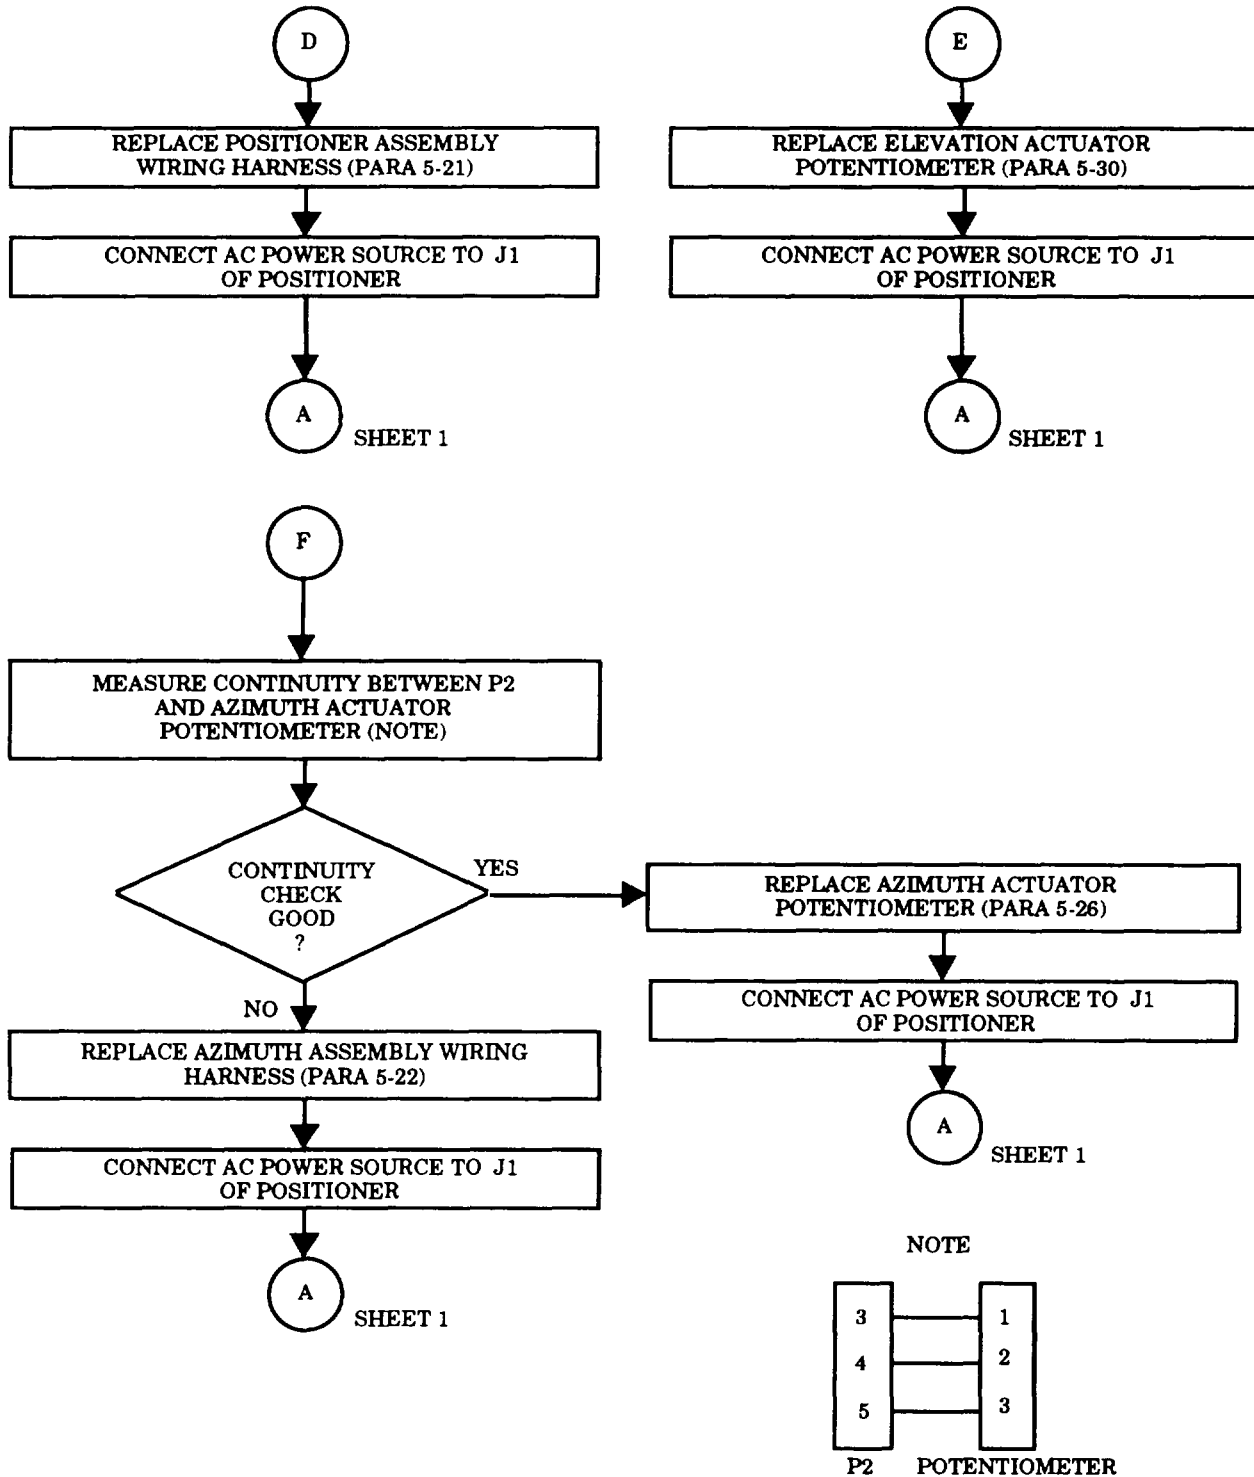 D
REPLACE POSITIONER ASSEMBLY
WIRING HARNESS (PARA 5-21)
CONNECT AC POWER SOURCE TO J1
OF POSITIONER
A
SHEET 1
E
REPLACE ELEVATION ACTUATOR
POTENTIOMETER (PARA 5-30)
CONNECT AC POWER SOURCE TO J1
OF POSITIONER
A
SHEET 1
F
MEASURE CONTINUITY BETWEEN P2
AND AZIMUTH ACTUATOR
POTENTIOMETER (NOTE)
CONTINUITY
CHECK
GOOD
?
YES
REPLACE AZIMUTH ACTUATOR
POTENTIOMETER (PARA 5-26)
CONNECT AC POWER SOURCE TO J1
OF POSITIONER
A
SHEET 1
NO
REPLACE AZIMUTH ASSEMBLY WIRING
HARNESS (PARA 5-22)
CONNECT AC POWER SOURCE TO J1
OF POSITIONER
A
SHEET 1
NOTE
3 1
4 2
5 3
P2 POTENTIOMETER